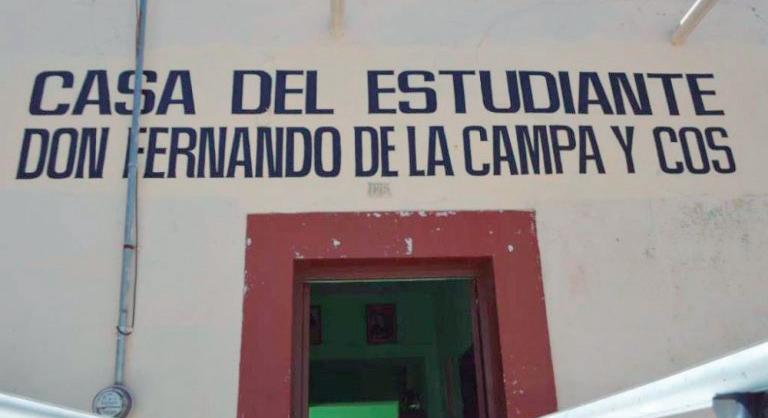 CASA DEL ESTUDIANTE
DON FERNANDO DE LA CAMPA Y COS